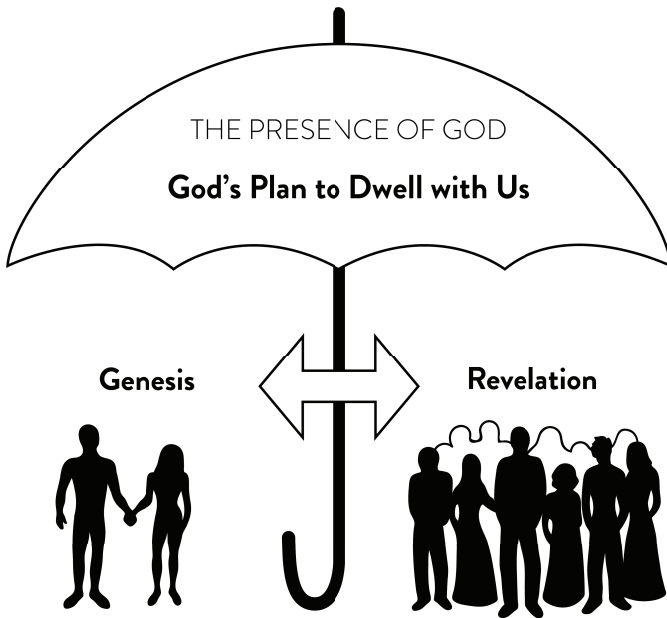 THE PRESENCE OF GOD
God's Plan to Dwell with Us
Genesis
Revelation